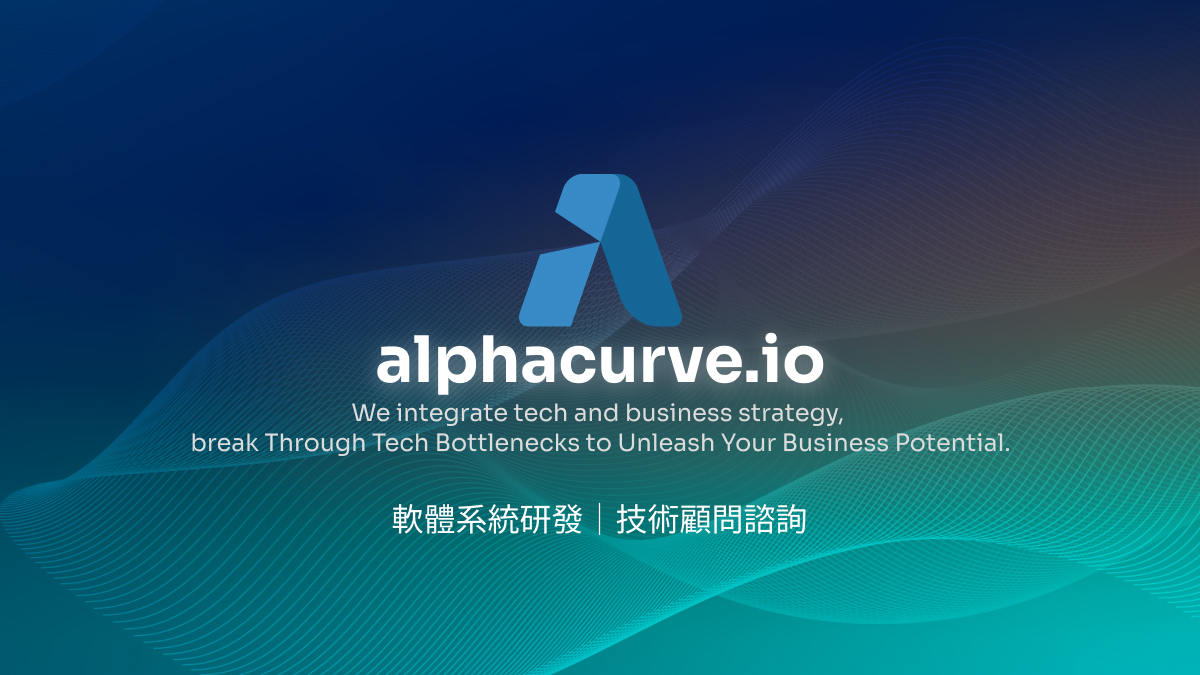 alphacurve.io
We integrate tech and business strategy,
break Through Tech Bottlenecks to Unleash Your Business Potential.
軟體系統研發｜技術顧問諮詢